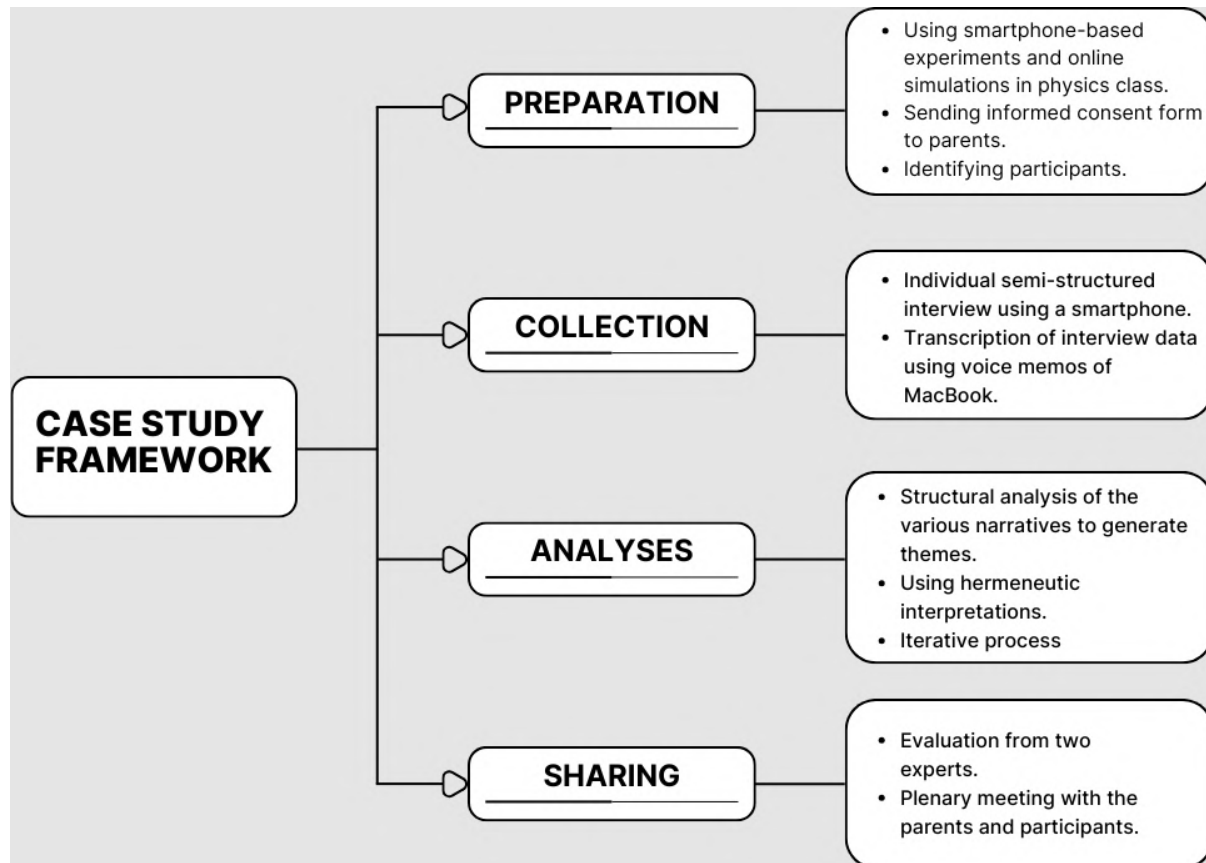 CASE STUDY
FRAMEWORK
PREPARATION
• Using smartphone-based
experiments and online
simulations in physics class.
• Sending informed consent form
to parents.
• Identifying participants.
COLLECTION
• Individual semi-structured
interview using a smartphone.
• Transcription of interview data
using voice memos of
MacBook.
ANALYSES
• Structural analysis of the
various narratives to generate
themes.
• Using hermeneutic
interpretations.
• Iterative process
SHARING
• Evaluation from two
experts.
• Plenary meeting with the
parents and participants.